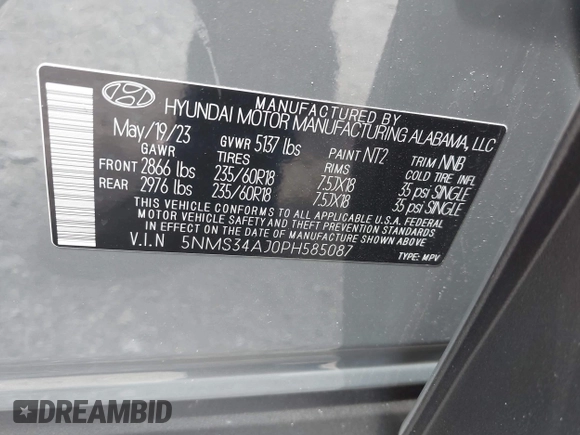 MANUFACTURED BY
HYUNDAI MOTOR MANUFACTURING ALABAMA, LLC
May/19/23 GVWR 5137 lbs PAINT NT2 TRIM NNB
GAWR TIRES RIMS COLD TIRE INFL
FRONT 2866 lbs 235/60R18 7.5JX18 35 psi SINGLE
REAR 2976 lbs 235/60R18 7.5JX18 35 psi SINGLE
THIS VEHICLE CONFORMS TO ALL APPLICABLE U.S.A. FEDERAL
MOTOR VEHICLE SAFETY AND THEFT PREVENTION STANDARDS
IN EFFECT ON THE DATE OF MANUFACTURE SHOWN ABOVE.
V.I.N 5NMS34AJ0PH585087 TYPE: MPV
DREAMBID